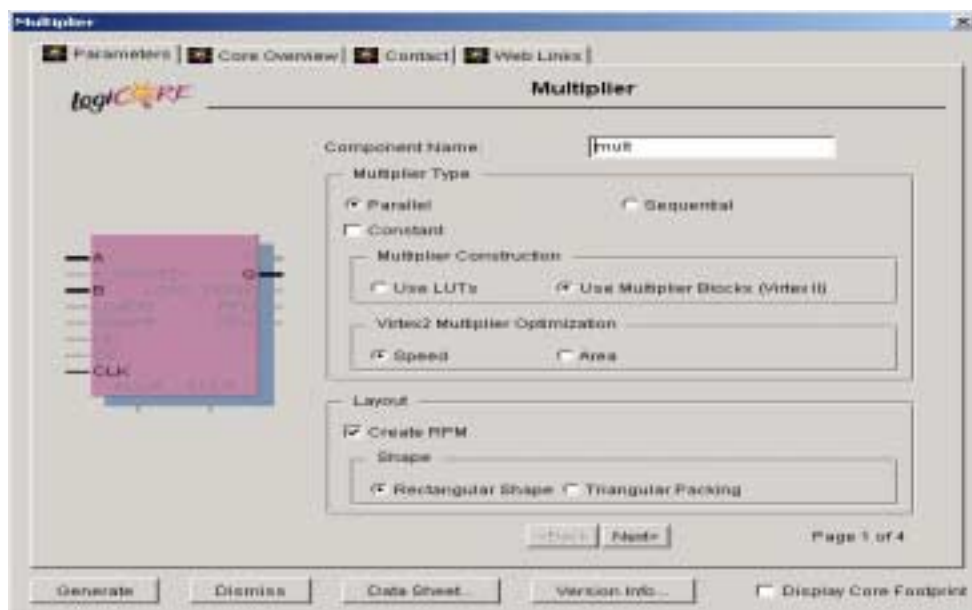 Multiplier
Parameters Core Overview Contact Web Links
logiCORE
Multiplier
Component Name mult
Multiplier Type
Parallel Sequential
Constant
Multiplier Construction
Use LUTs Use Multiplier Blocks (Virtex II)
Virtex2 Multiplier Optimization
Speed Area
Layout
Create RPM
Shape
Rectangular Shape Triangular Packing
A
B
Q
CLK
<Back Next> Page 1 of 4
Generate Dismiss Data Sheet... Version Info... Display Core Footprint